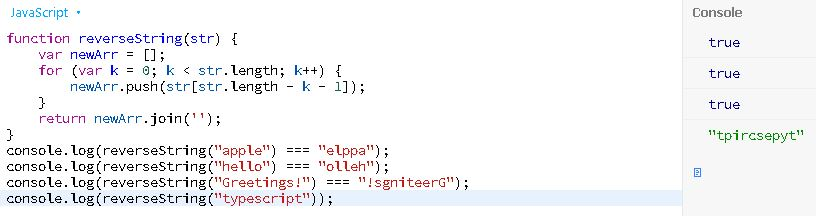 JavaScript
function reverseString(str) {
    var newArr = [];
    for (var k = 0; k < str.length; k++) {
        newArr.push(str[str.length - k - 1]);
    }
    return newArr.join('');
}
console.log(reverseString("apple") === "elppa");
console.log(reverseString("hello") === "olleh");
console.log(reverseString("Greetings!") === "!sgniteerG");
console.log(reverseString("typescript"));
Console
true
true
true
"tpircsepyt"